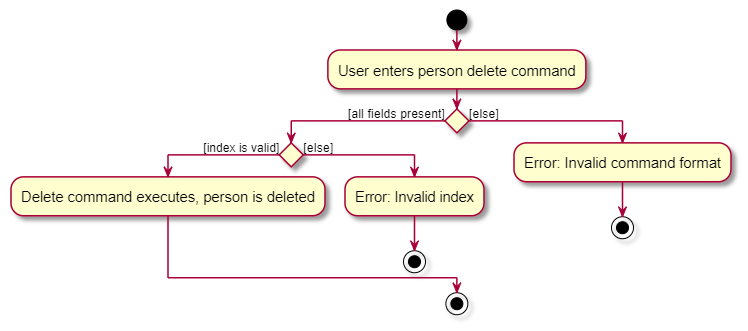 User enters person delete command
[all fields present]
[else]
[index is valid]
[else]
Error: Invalid command format
Delete command executes, person is deleted
Error: Invalid index